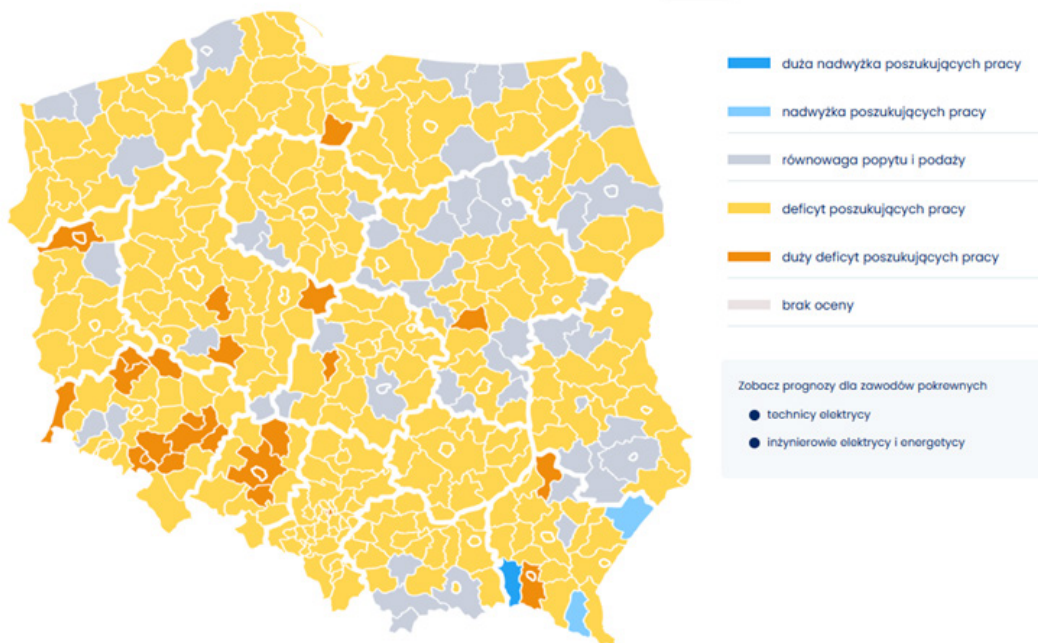 duża nadwyżka poszukujących pracy
nadwyżka poszukujących pracy
równowaga popytu i podaży
deficyt poszukujących pracy
duży deficyt poszukujących pracy
brak oceny
Zobacz prognozy dla zawodów pokrewnych
technicy elektrycy
inżynierowie elektrycy i energetycy